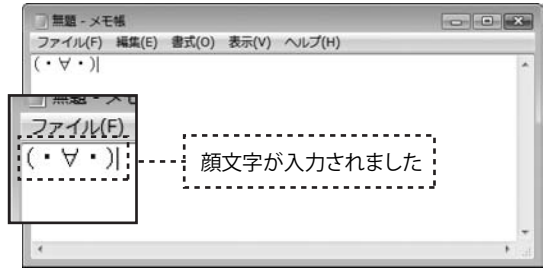 無題 - メモ帳
ファイル(F) 編集(E) 書式(O) 表示(V) ヘルプ(H)
(・∀・)
無題 - メモ
ファイル(F)
(・∀・)
顔文字が入力されました